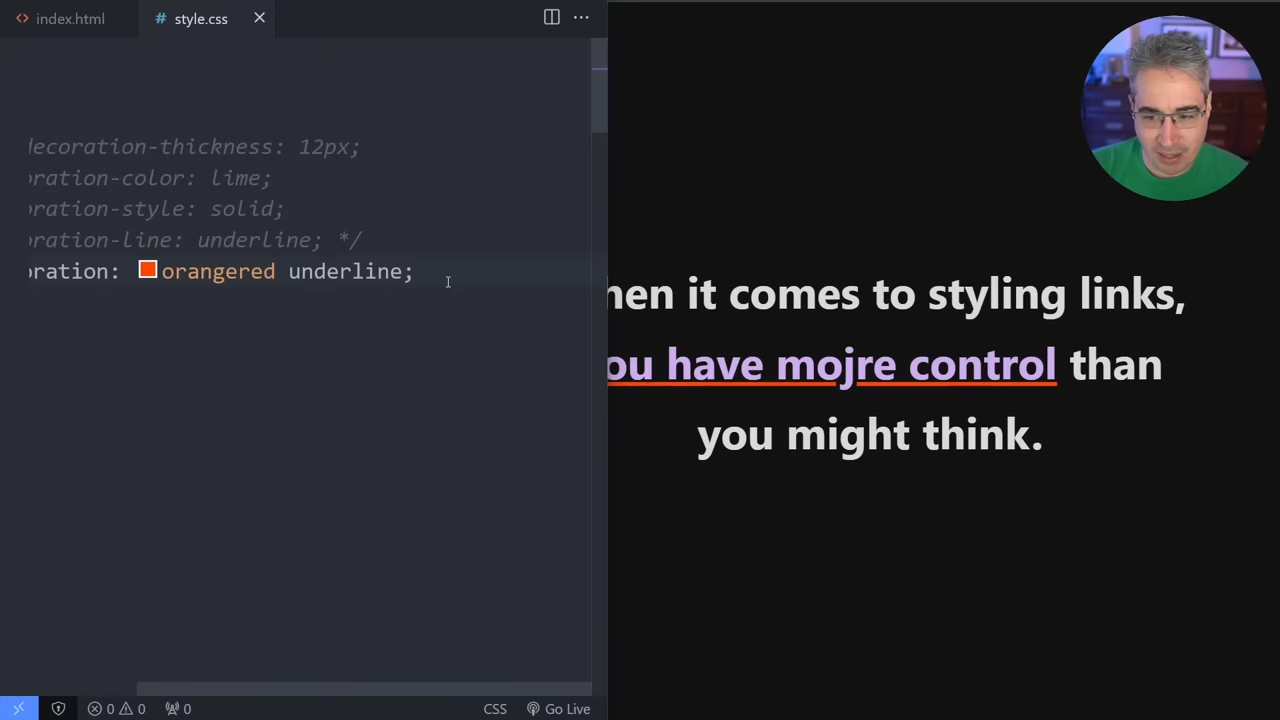 index.html
style.css
decoration-thickness: 12px;
oration-color: lime;
oration-style: solid;
oration-line: underline; */
oration: orangered underline;
hen it comes to styling links,
ou have mojre control than
you might think.
0 0 0
CSS
Go Live